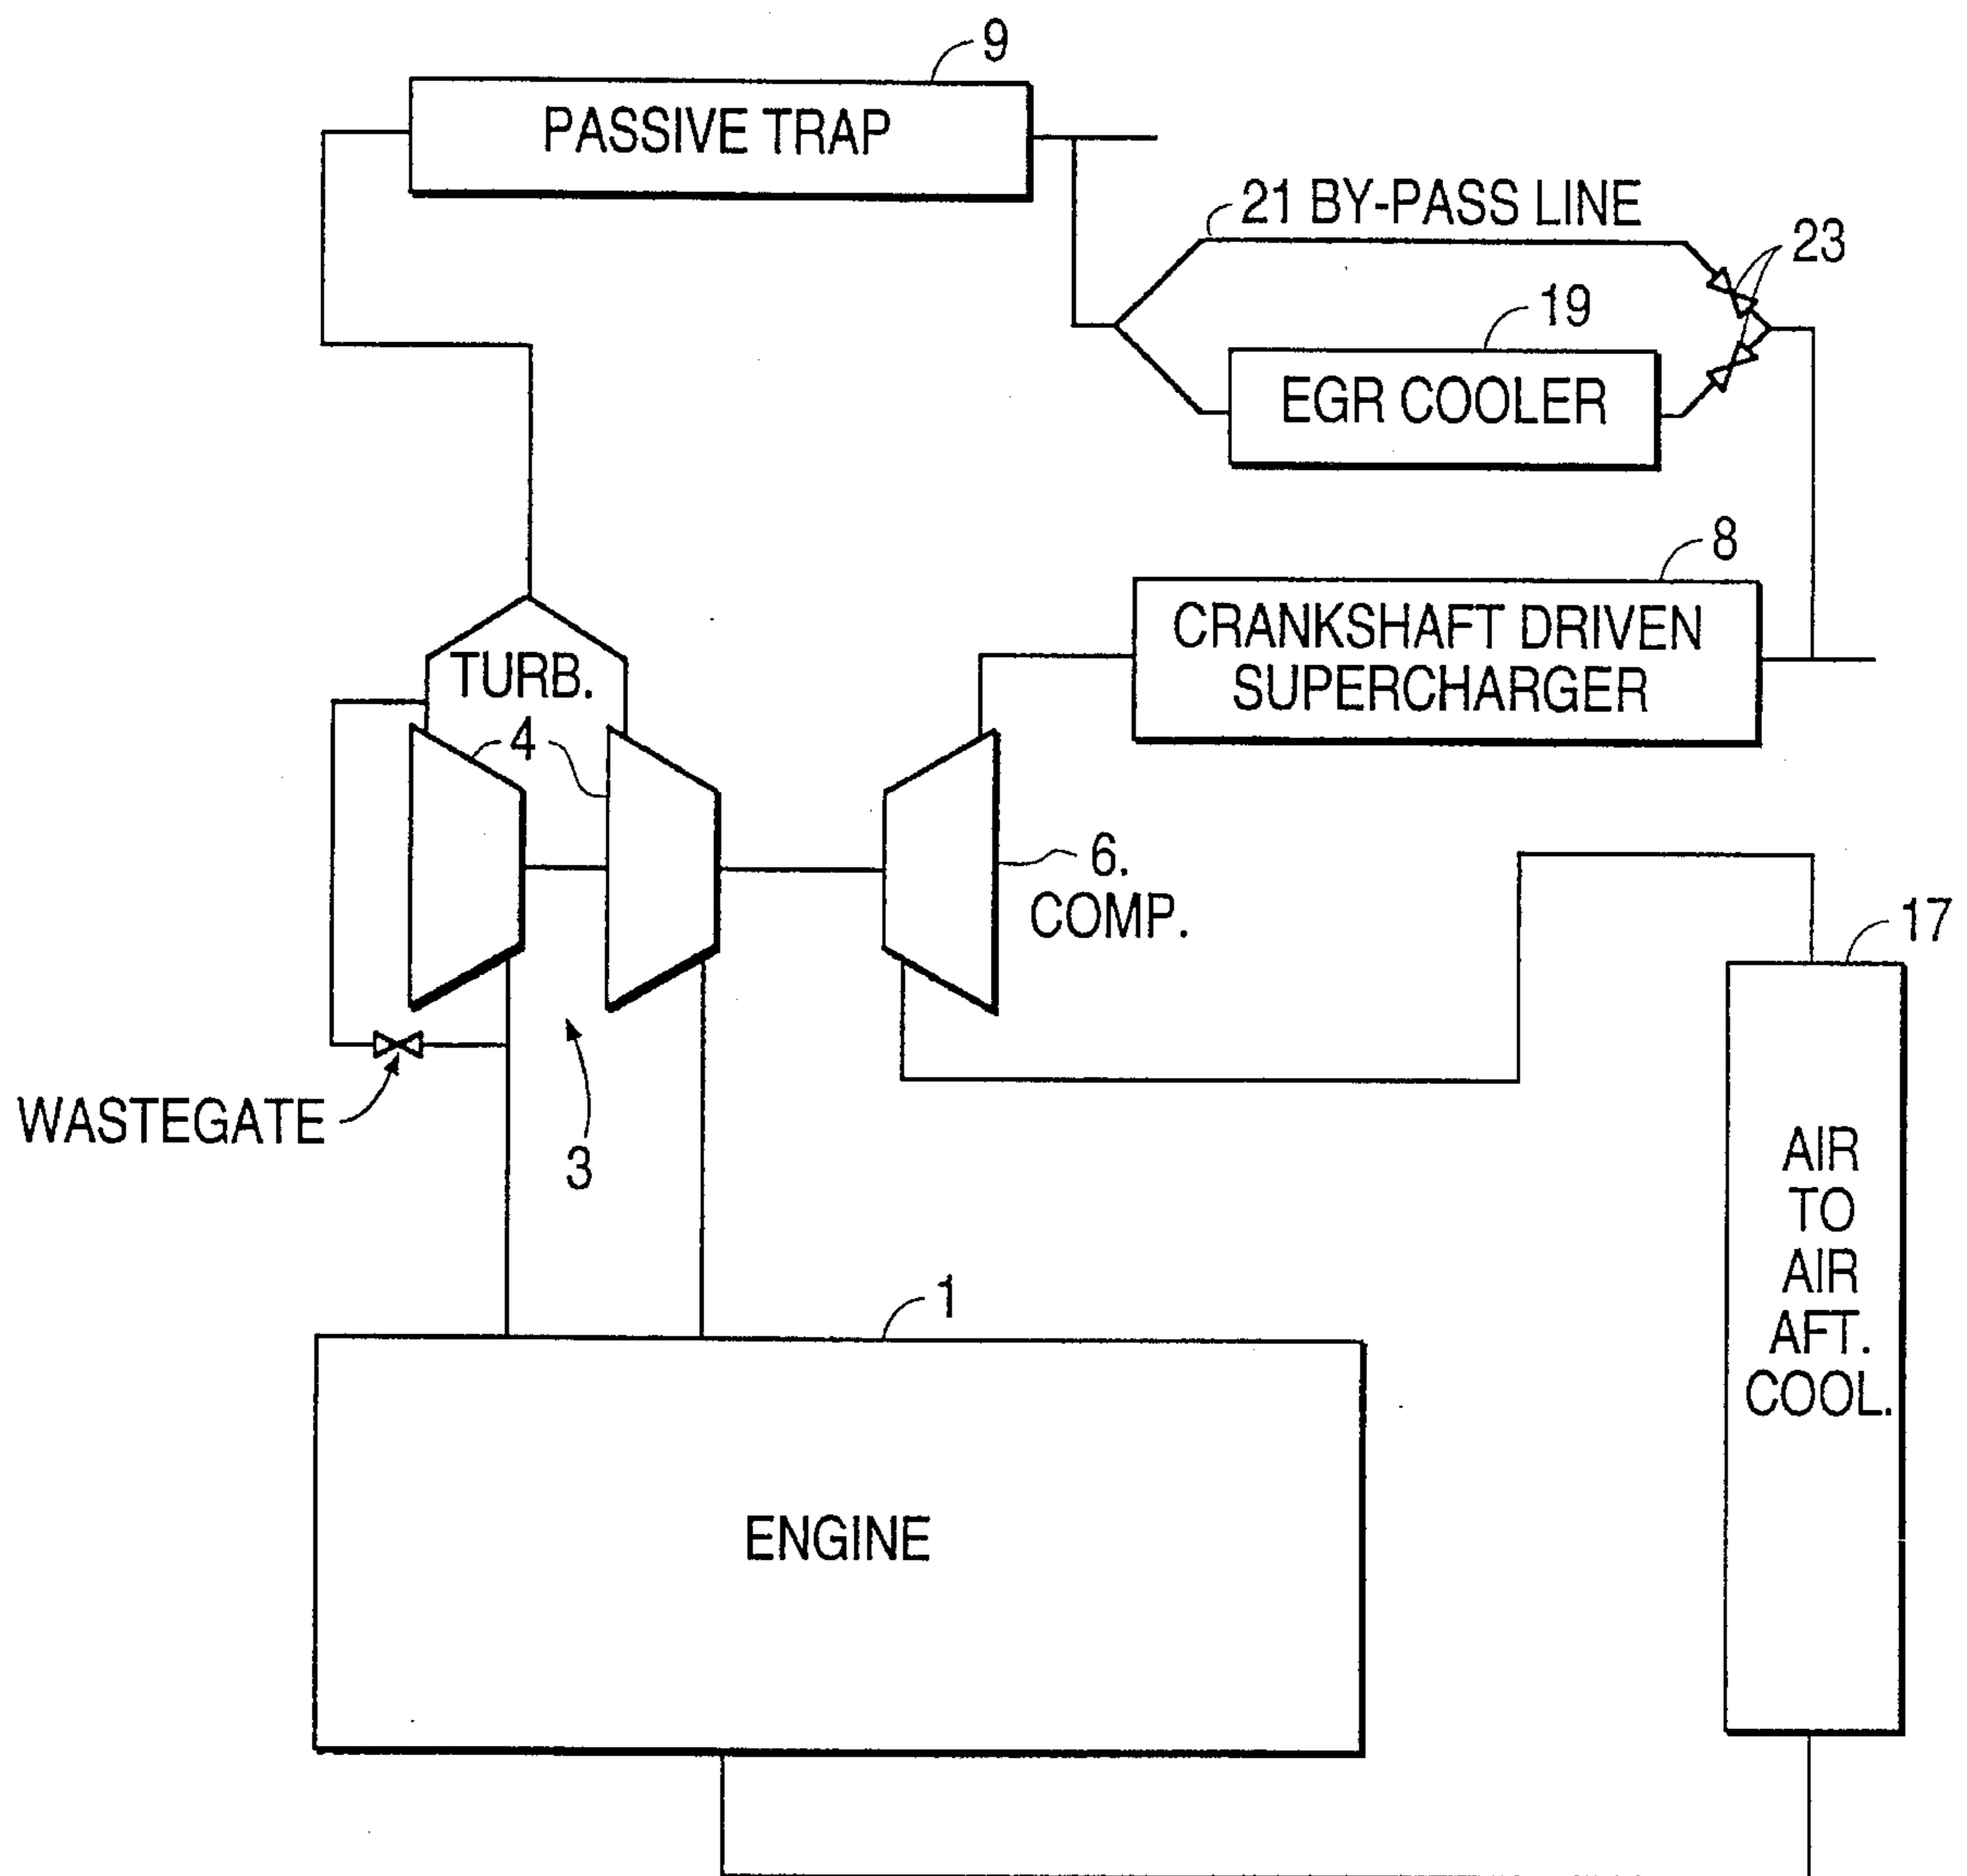 9
PASSIVE TRAP
21 BY-PASS LINE
23
19
EGR COOLER
8
CRANKSHAFT DRIVEN
SUPERCHARGER
TURB.
4
6.
COMP.
17
WASTEGATE
3
AIR
TO
AIR
AFT.
COOL.
1
ENGINE